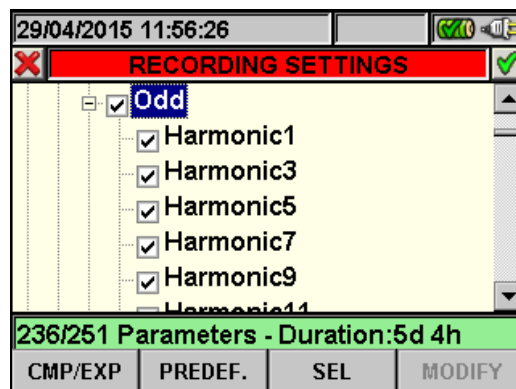 29/04/2015 11:56:26
RECORDING SETTINGS
Odd
Harmonic1
Harmonic3
Harmonic5
Harmonic7
Harmonic9
Harmonic11
236/251 Parameters - Duration:5d 4h
CMP/EXP PREDEF. SEL MODIFY